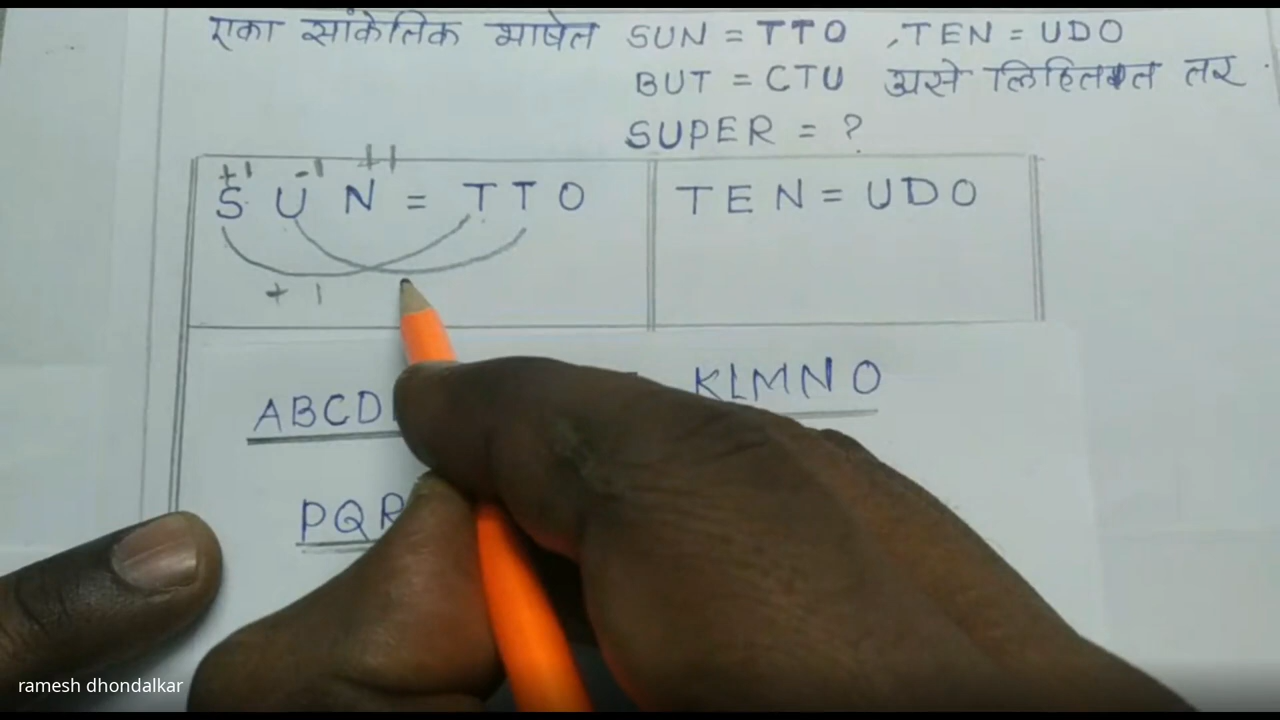 एका सांकेतिक भाषेत SUN = TTO , TEN = UDO
BUT = CTU असे लिहितात तर
SUPER = ?
+1 -1 +1
SUN = TTO
TEN = UDO
+ 1
ABCD
KLMNO
PQR
ramesh dhondalkar